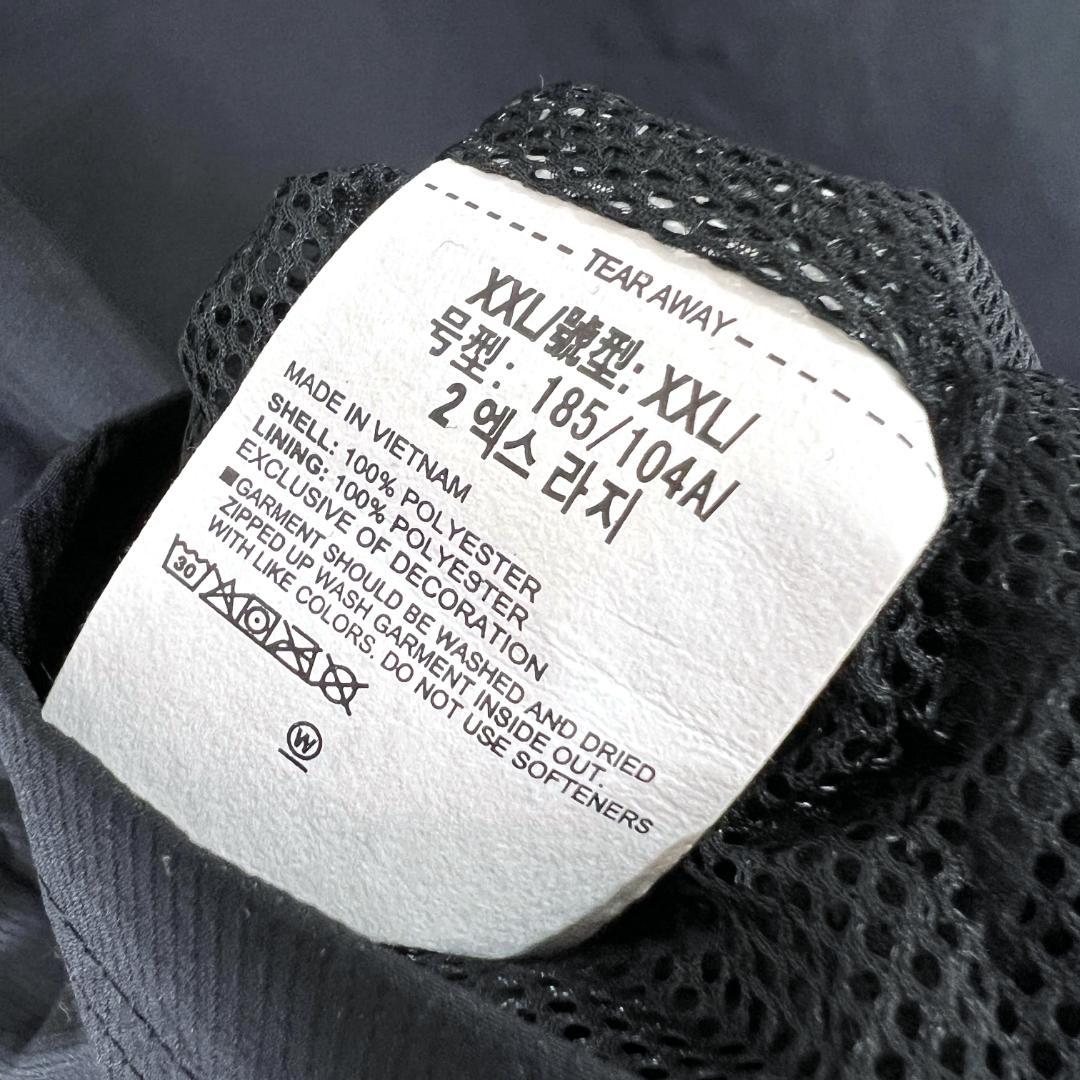 TEAR AWAY
XXL/號型: XXL/
号型: 185/104A/
2 엑스 라지
MADE IN VIETNAM
SHELL: 100% POLYESTER
LINING: 100% POLYESTER
EXCLUSIVE OF DECORATION
■GARMENT SHOULD BE WASHED AND DRIED
ZIPPED UP WASH GARMENT INSIDE OUT.
WITH LIKE COLORS. DO NOT USE SOFTENERS
30
W